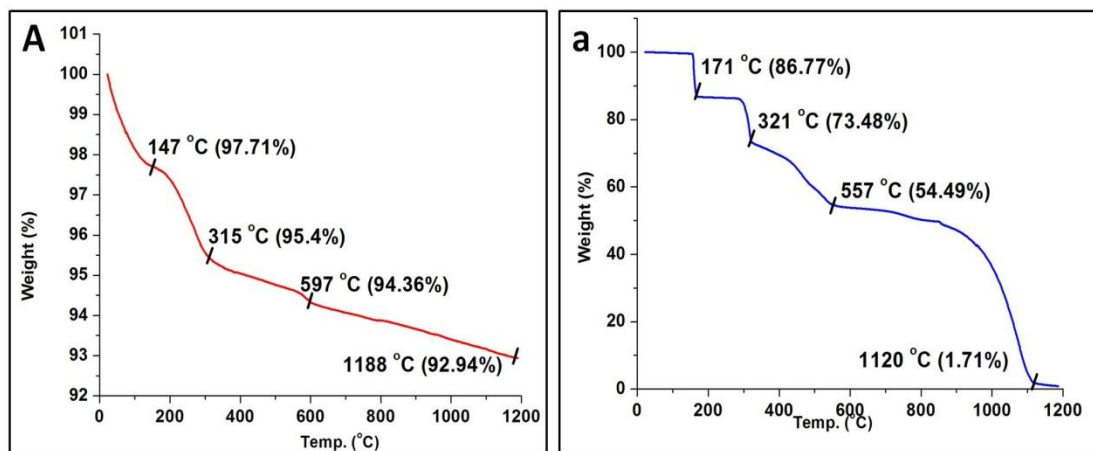 A
Weight (%)
100
99
98
97
96
95
94
93
92
147 °C (97.71%)
315 °C (95.4%)
597 °C (94.36%)
1188 °C (92.94%)
0 200 400 600 800 1000 1200
Temp. (°C)
a
Weight (%)
100
80
60
40
20
0
171 °C (86.77%)
321 °C (73.48%)
557 °C (54.49%)
1120 °C (1.71%)
0 200 400 600 800 1000 1200
Temp. (°C)